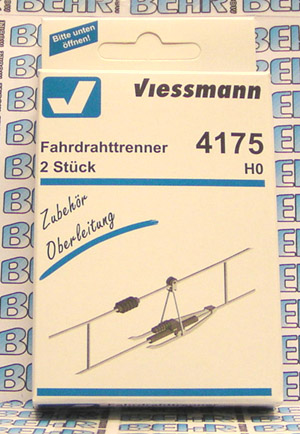 Bitte unten
öffnen!
Viessmann
Fahrdrahttrenner
4175
2 Stück
H0
Zubehör
Oberleitung